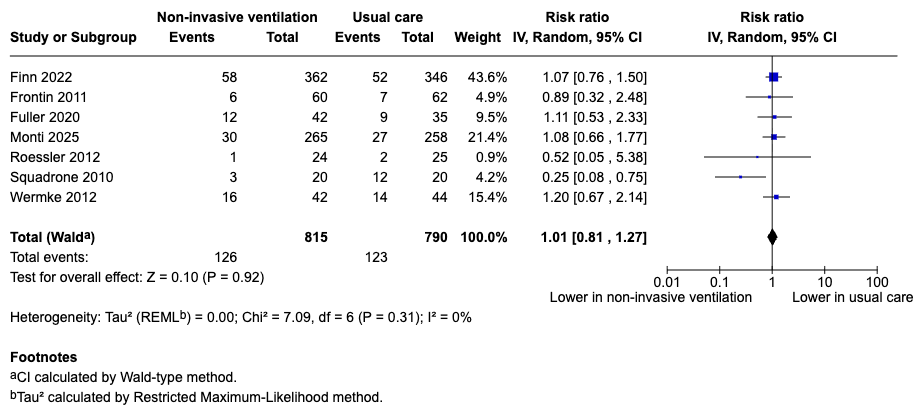 Non-invasive ventilation Usual care Risk ratio Risk ratio
Study or Subgroup Events Total Events Total Weight IV, Random, 95% CI IV, Random, 95% CI
Finn 2022 58 362 52 346 43.6% 1.07 [0.76 , 1.50]
Frontin 2011 6 60 7 62 4.9% 0.89 [0.32 , 2.48]
Fuller 2020 12 42 9 35 9.5% 1.11 [0.53 , 2.33]
Monti 2025 30 265 27 258 21.4% 1.08 [0.66 , 1.77]
Roessler 2012 1 24 2 25 0.9% 0.52 [0.05 , 5.38]
Squadrone 2010 3 20 12 20 4.2% 0.25 [0.08 , 0.75]
Wermke 2012 16 42 14 44 15.4% 1.20 [0.67 , 2.14]
Total (Waldᵃ) 815 790 100.0% 1.01 [0.81 , 1.27]
Total events: 126 123
Test for overall effect: Z = 0.10 (P = 0.92)
0.01 0.1 1 10 100
Lower in non-invasive ventilation Lower in usual care
Heterogeneity: Tau² (REMLᵇ) = 0.00; Chi² = 7.09, df = 6 (P = 0.31); I² = 0%
Footnotes
ᵃCI calculated by Wald-type method.
ᵇTau² calculated by Restricted Maximum-Likelihood method.